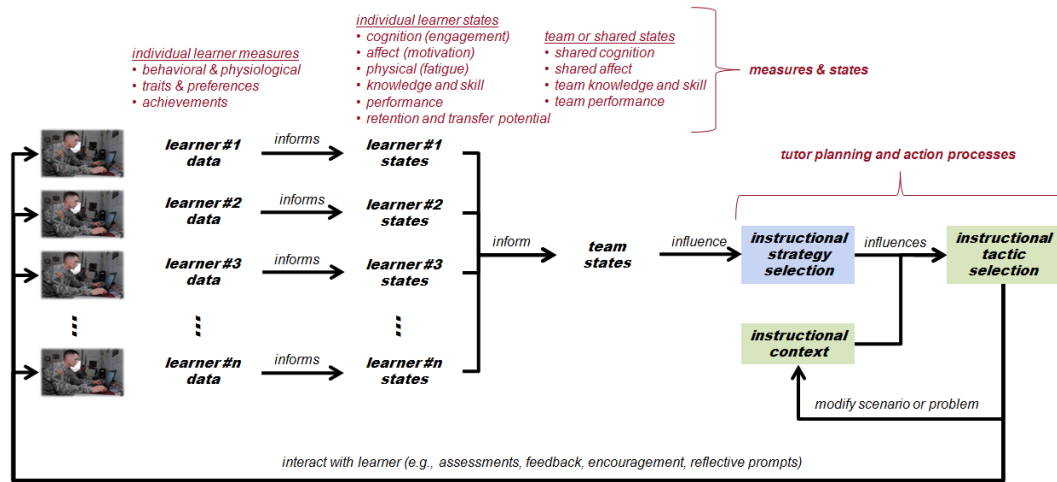 individual learner measures
• behavioral & physiological
• traits & preferences
• achievements
individual learner states
• cognition (engagement)
• affect (motivation)
• physical (fatigue)
• knowledge and skill
• performance
• retention and transfer potential
team or shared states
• shared cognition
• shared affect
• team knowledge and skill
• team performance
measures & states
learner #1
data
informs
learner #1
states
learner #2
data
informs
learner #2
states
learner #3
data
informs
learner #3
states
learner #n
data
informs
learner #n
states
inform
team
states
influence
tutor planning and action processes
instructional
strategy
selection
influences
instructional
tactic
selection
instructional
context
modify scenario or problem
interact with learner (e.g., assessments, feedback, encouragement, reflective prompts)